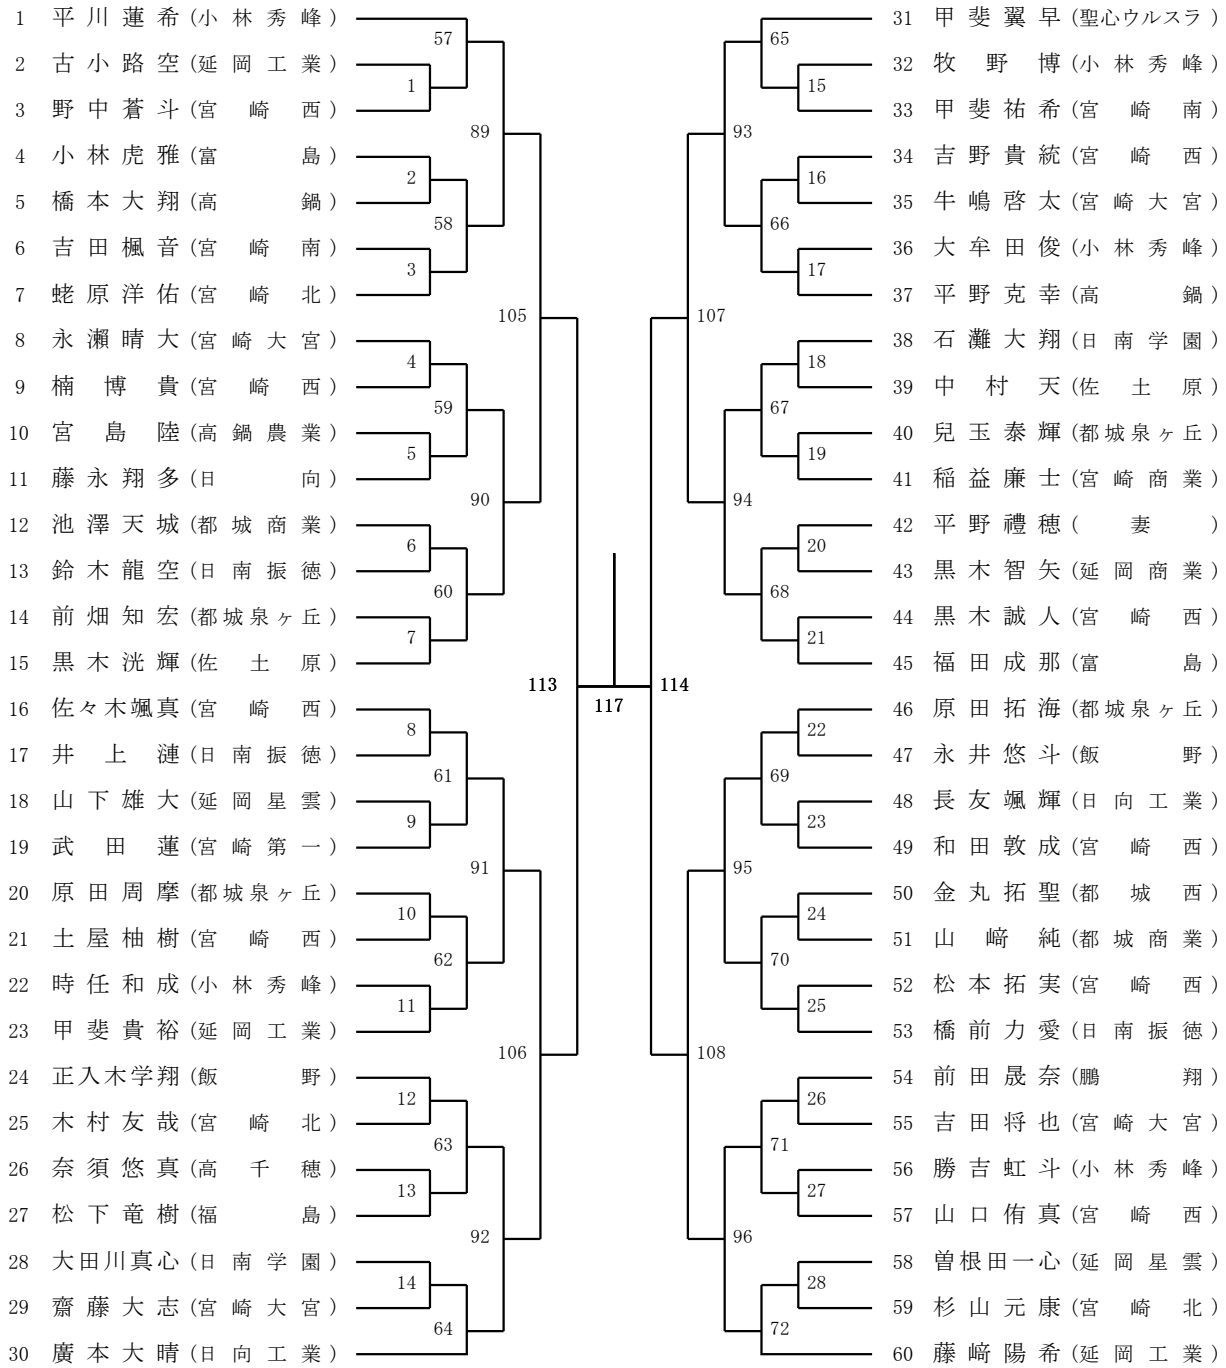 1 平川蓮希(小林秀峰)
2 古小路空(延岡工業)
3 野中蒼斗(宮崎西)
4 小林虎雅(富島)
5 橋本大翔(高鍋)
6 吉田楓音(宮崎南)
7 蛯原洋佑(宮崎北)
8 永瀬晴大(宮崎大宮)
9 楠博貴(宮崎西)
10 宮島陸(高鍋農業)
11 藤永翔多(日向)
12 池澤天城(都城商業)
13 鈴木龍空(日南振徳)
14 前畑知宏(都城泉ヶ丘)
15 黒木洸輝(佐土原)
16 佐々木颯真(宮崎西)
17 井上漣(日南振徳)
18 山下雄大(延岡星雲)
19 武田蓮(宮崎第一)
20 原田周摩(都城泉ヶ丘)
21 土屋柚樹(宮崎西)
22 時任和成(小林秀峰)
23 甲斐貴裕(延岡工業)
24 正入木学翔(飯野)
25 木村友哉(宮崎北)
26 奈須悠真(高千穂)
27 松下竜樹(福島)
28 大田川真心(日南学園)
29 齋藤大志(宮崎大宮)
30 廣本大晴(日向工業)
57
1
89
2
58
3
105
4
59
5
90
6
60
7
113
8
61
9
91
10
62
11
106
12
63
13
92
14
64
117
65
15
93
16
66
17
107
18
67
19
94
20
68
21
114
22
69
23
95
24
70
25
108
26
71
27
96
28
72
31 甲斐翼早(聖心ウルスラ)
32 牧野博(小林秀峰)
33 甲斐祐希(宮崎南)
34 吉野貴統(宮崎西)
35 牛嶋啓太(宮崎大宮)
36 大牟田俊(小林秀峰)
37 平野克幸(高鍋)
38 石灘大翔(日南学園)
39 中村天(佐土原)
40 兒玉泰輝(都城泉ヶ丘)
41 稲益廉士(宮崎商業)
42 平野禮穂(妻)
43 黒木智矢(延岡商業)
44 黒木誠人(宮崎西)
45 福田成那(富島)
46 原田拓海(都城泉ヶ丘)
47 永井悠斗(飯野)
48 長友颯輝(日向工業)
49 和田敦成(宮崎西)
50 金丸拓聖(都城西)
51 山﨑純(都城商業)
52 松本拓実(宮崎西)
53 橋前力愛(日南振徳)
54 前田晟奈(鵬翔)
55 吉田将也(宮崎大宮)
56 勝吉虹斗(小林秀峰)
57 山口侑真(宮崎西)
58 曽根田一心(延岡星雲)
59 杉山元康(宮崎北)
60 藤﨑陽希(延岡工業)